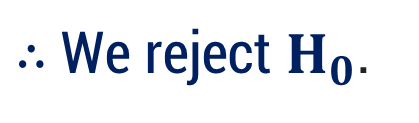 ∴ We reject H₀.